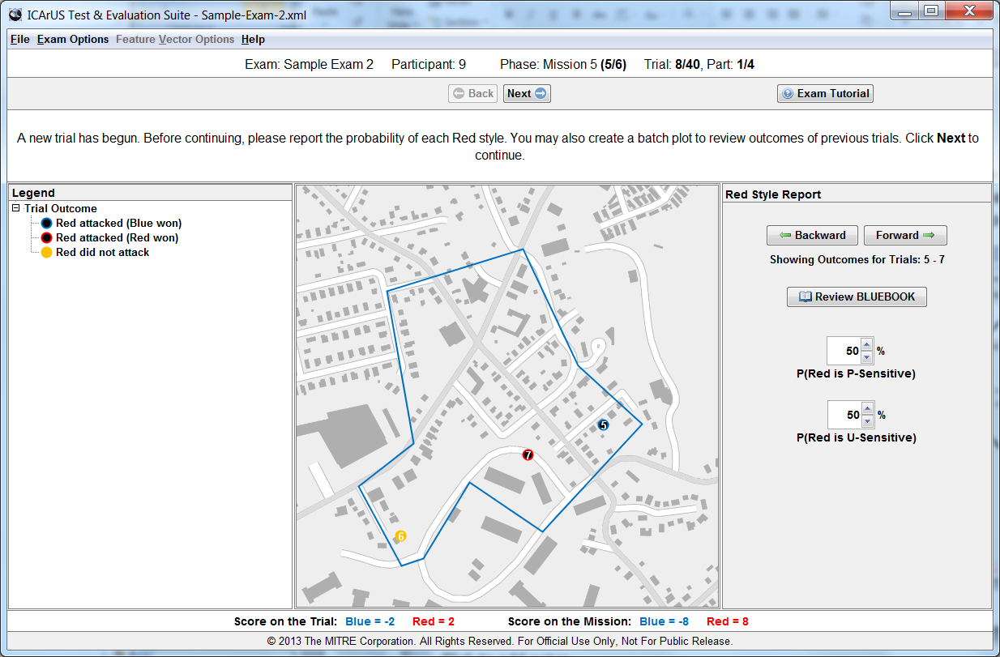 ICArUS Test & Evaluation Suite - Sample-Exam-2.xml
File Exam Options Feature Vector Options Help
Exam: Sample Exam 2 Participant: 9 Phase: Mission 5 (5/6) Trial: 8/40, Part: 1/4
Back Next Exam Tutorial
A new trial has begun. Before continuing, please report the probability of each Red style. You may also create a batch plot to review outcomes of previous trials. Click Next to
continue.
Legend
Trial Outcome
Red attacked (Blue won)
Red attacked (Red won)
Red did not attack
5
7
6
Red Style Report
Backward Forward
Showing Outcomes for Trials: 5 - 7
Review BLUEBOOK
50 %
P(Red is P-Sensitive)
50 %
P(Red is U-Sensitive)
Score on the Trial: Blue = -2 Red = 2 Score on the Mission: Blue = -8 Red = 8
© 2013 The MITRE Corporation. All Rights Reserved. For Official Use Only, Not For Public Release.